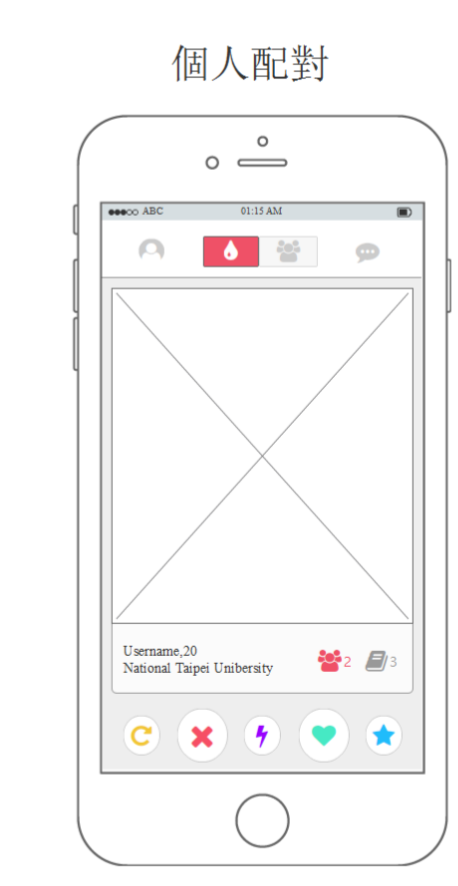 個人配對
ABC 01:15 AM
Username,20
National Taipei Unibersity
2 3